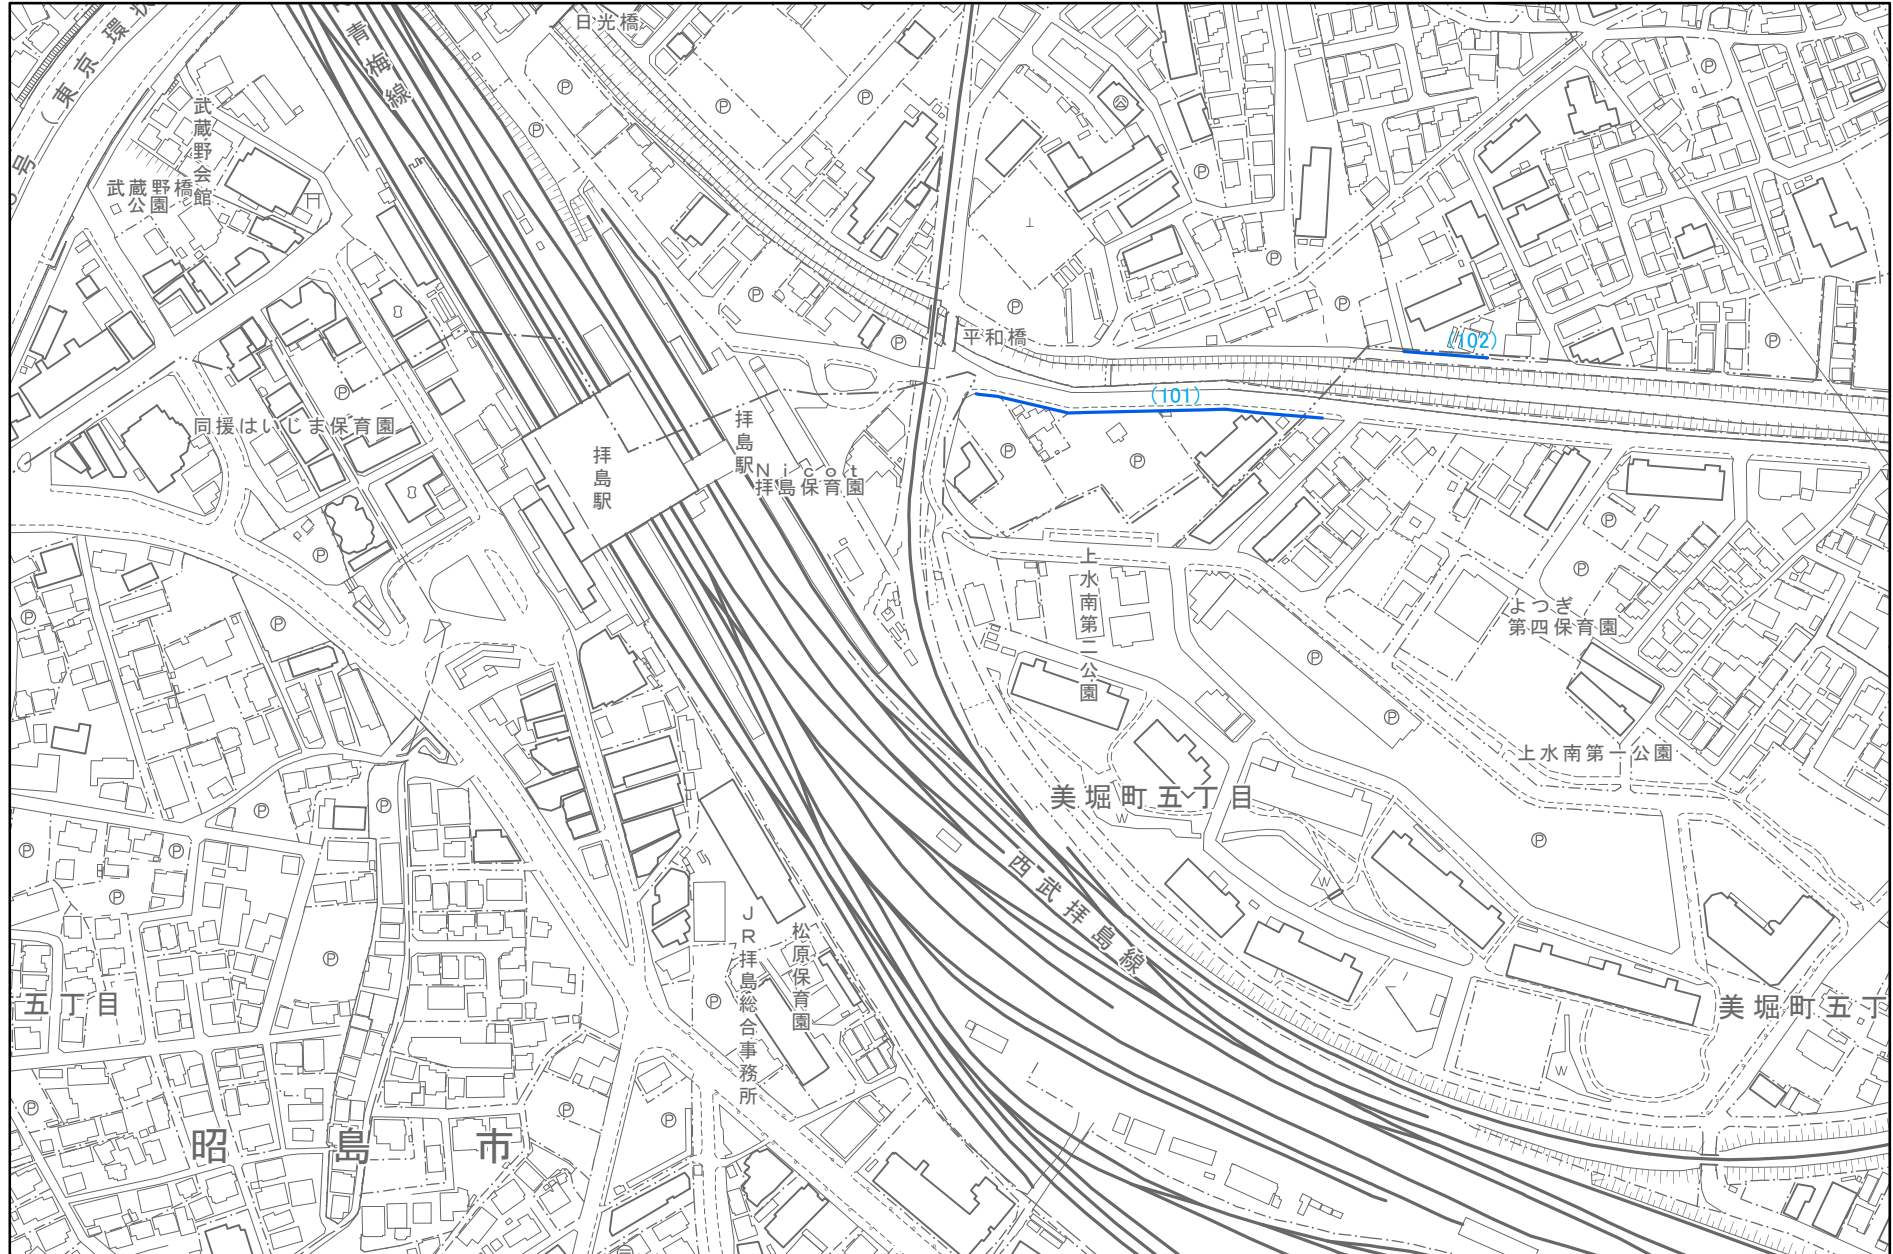 日光橋
青梅線
（東京環状
号
武蔵野会館
武蔵野橋
公園
平和橋
(102)
(101)
同援はいじま保育園
拝島駅
拝島駅
Ｎｉｃｏｔ
拝島保育園
上水南第二公園
よつぎ
第四保育園
上水南第一公園
美堀町五丁目
西武拝島線
ＪＲ拝島総合事務所
松原保育園
五丁目
美堀町五丁
昭島市